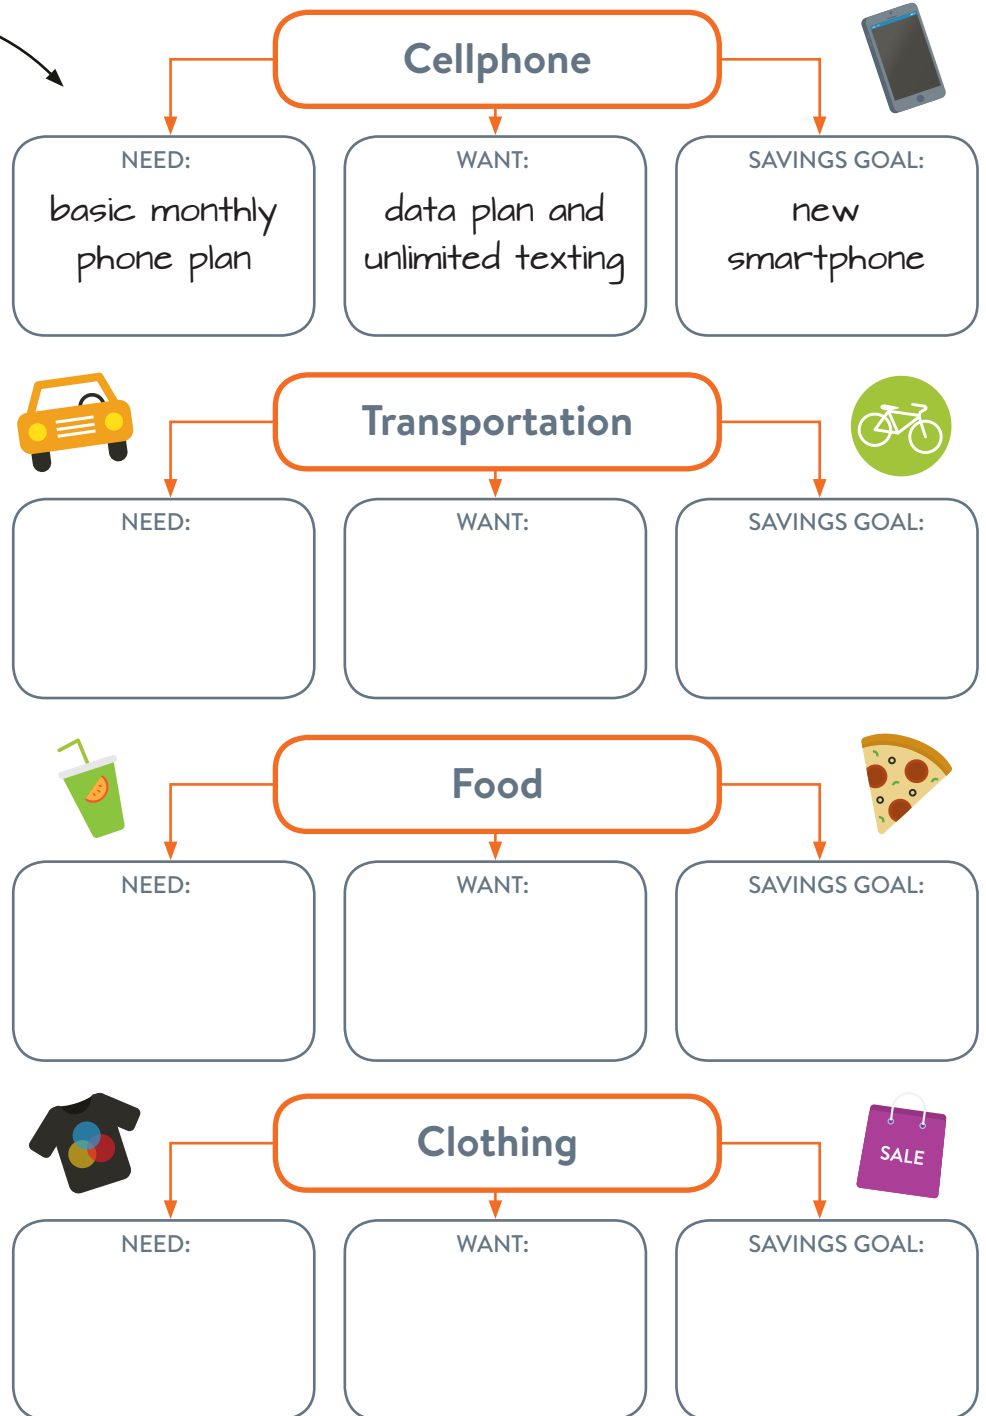 Cellphone
NEED:
basic monthly
phone plan
WANT:
data plan and
unlimited texting
SAVINGS GOAL:
new
smartphone
Transportation
NEED:
WANT:
SAVINGS GOAL:
Food
NEED:
WANT:
SAVINGS GOAL:
Clothing
SALE
NEED:
WANT:
SAVINGS GOAL: